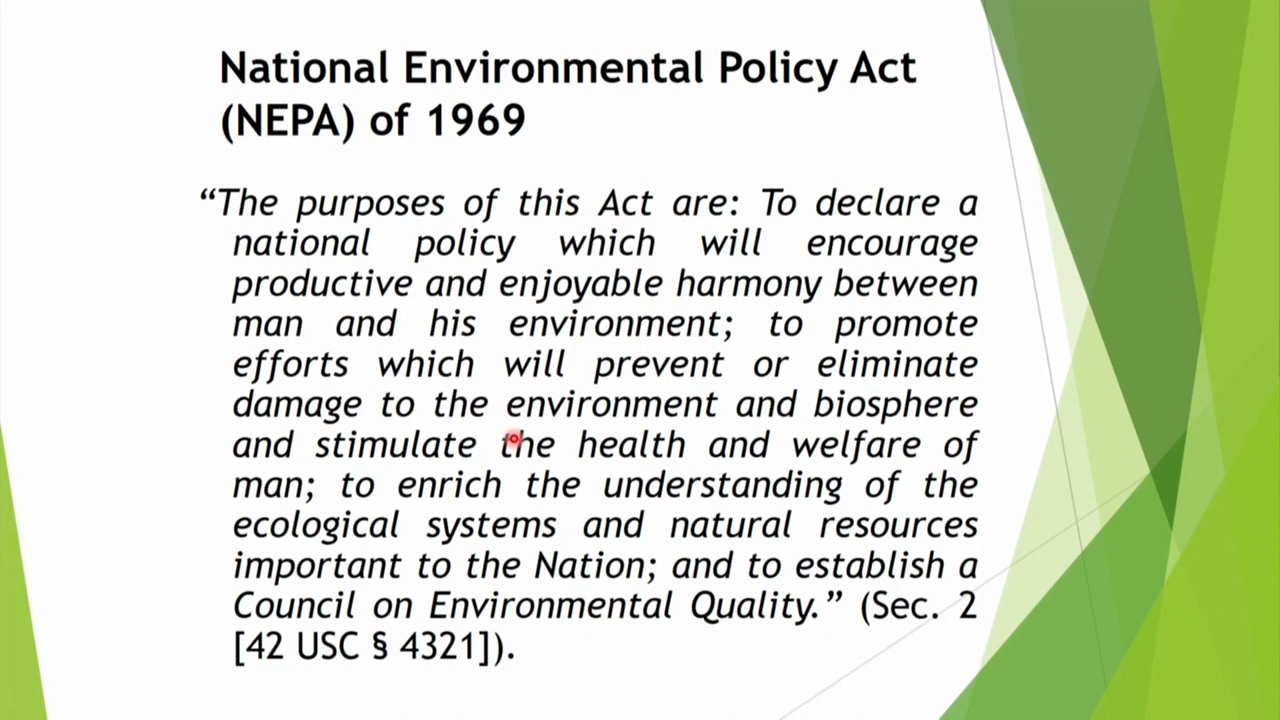 National Environmental Policy Act
(NEPA) of 1969
“The purposes of this Act are: To declare a
national policy which will encourage
productive and enjoyable harmony between
man and his environment; to promote
efforts which will prevent or eliminate
damage to the environment and biosphere
and stimulate the health and welfare of
man; to enrich the understanding of the
ecological systems and natural resources
important to the Nation; and to establish a
Council on Environmental Quality.” (Sec. 2
[42 USC § 4321]).